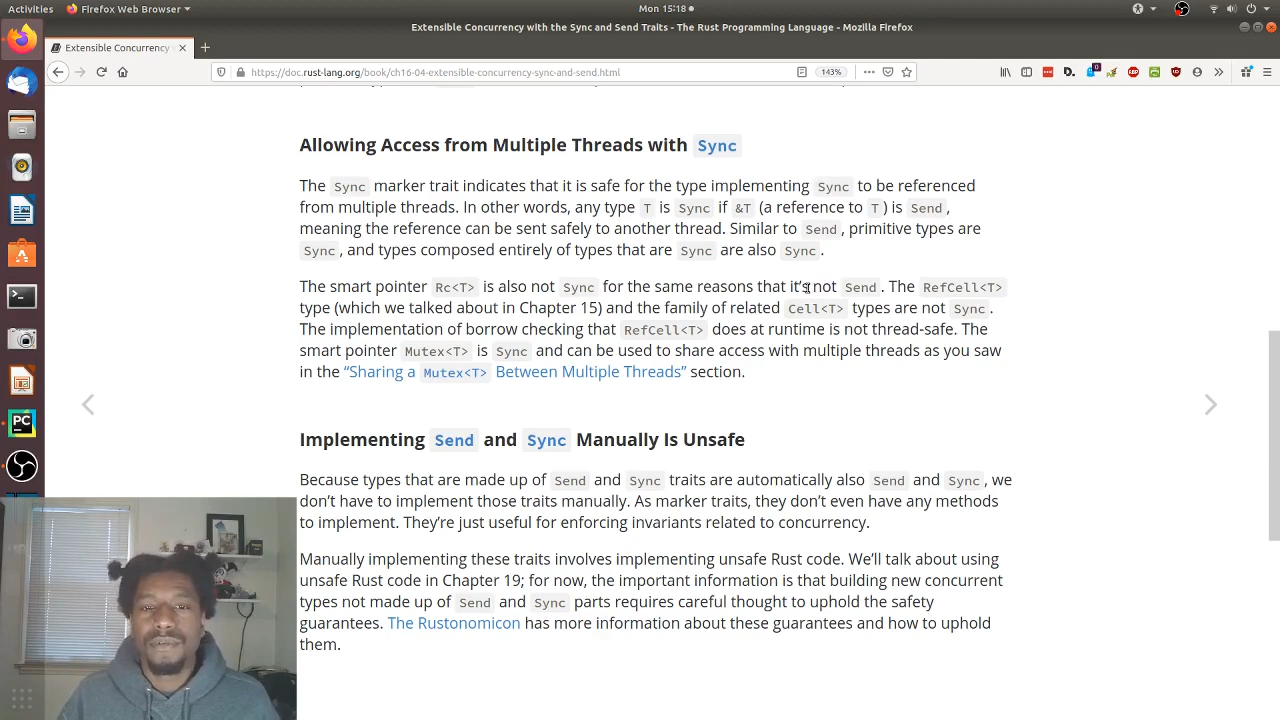 Activities
Firefox Web Browser
Mon 15:18
Extensible Concurrency with the Sync and Send Traits - The Rust Programming Language - Mozilla Firefox
Extensible Concurrency
https://doc.rust-lang.org/book/ch16-04-extensible-concurrency-sync-and-send.html
143%
Allowing Access from Multiple Threads with Sync
The Sync marker trait indicates that it is safe for the type implementing Sync to be referenced
from multiple threads. In other words, any type T is Sync if &T (a reference to T ) is Send,
meaning the reference can be sent safely to another thread. Similar to Send, primitive types are
Sync, and types composed entirely of types that are Sync are also Sync.
The smart pointer Rc<T> is also not Sync for the same reasons that it's not Send. The RefCell<T>
type (which we talked about in Chapter 15) and the family of related Cell<T> types are not Sync.
The implementation of borrow checking that RefCell<T> does at runtime is not thread-safe. The
smart pointer Mutex<T> is Sync and can be used to share access with multiple threads as you saw
in the “Sharing a Mutex<T> Between Multiple Threads” section.
Implementing Send and Sync Manually Is Unsafe
Because types that are made up of Send and Sync traits are automatically also Send and Sync, we
don’t have to implement those traits manually. As marker traits, they don’t even have any methods
to implement. They’re just useful for enforcing invariants related to concurrency.
Manually implementing these traits involves implementing unsafe Rust code. We’ll talk about using
unsafe Rust code in Chapter 19; for now, the important information is that building new concurrent
types not made up of Send and Sync parts requires careful thought to uphold the safety
guarantees. The Rustonomicon has more information about these guarantees and how to uphold
them.